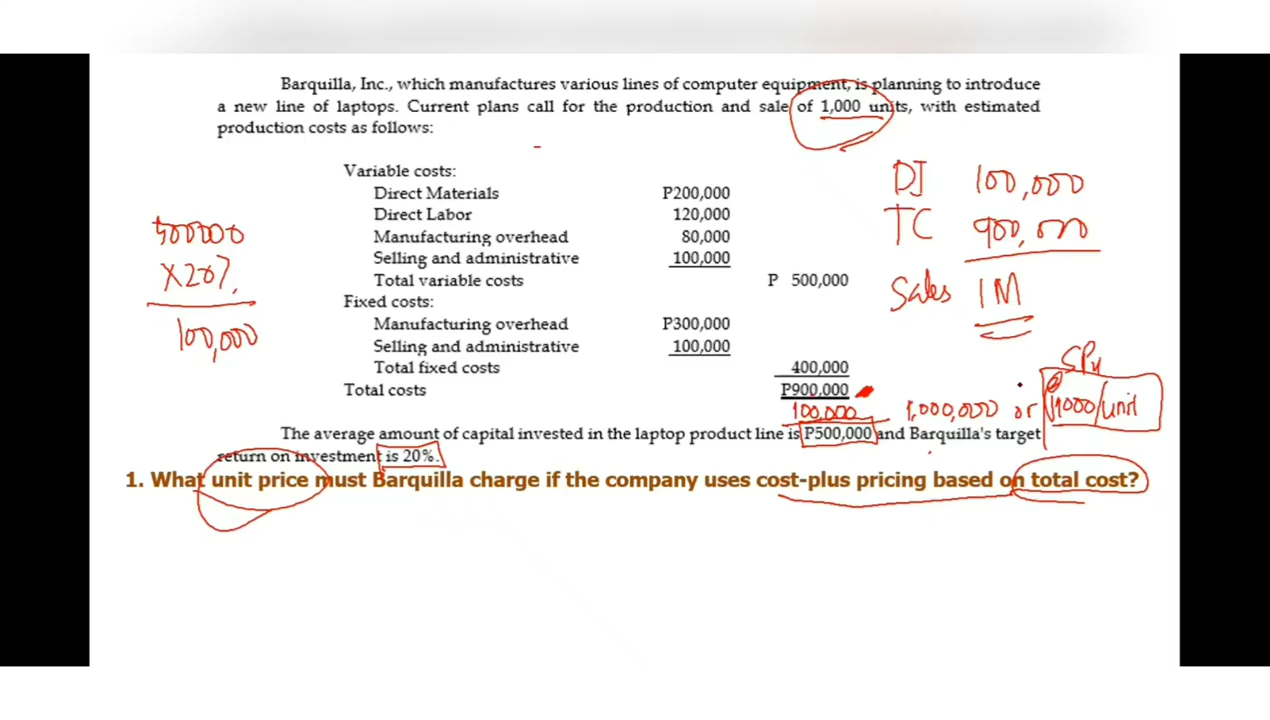 Barquilla, Inc., which manufactures various lines of computer equipment, is planning to introduce
a new line of laptops. Current plans call for the production and sale of 1,000 units, with estimated
production costs as follows:
Variable costs:
Direct Materials P200,000
Direct Labor 120,000
Manufacturing overhead 80,000
Selling and administrative 100,000
Total variable costs P 500,000
Fixed costs:
Manufacturing overhead P300,000
Selling and administrative 100,000
Total fixed costs 400,000
Total costs P900,000
100,000 1,000,000 or 1000/unit
The average amount of capital invested in the laptop product line is P500,000 and Barquilla's target
return on investment is 20%.
1. What unit price must Barquilla charge if the company uses cost-plus pricing based on total cost?
500000
X20%
100,000
DI 100,000
TC 900,000
Sales 1M
SPu